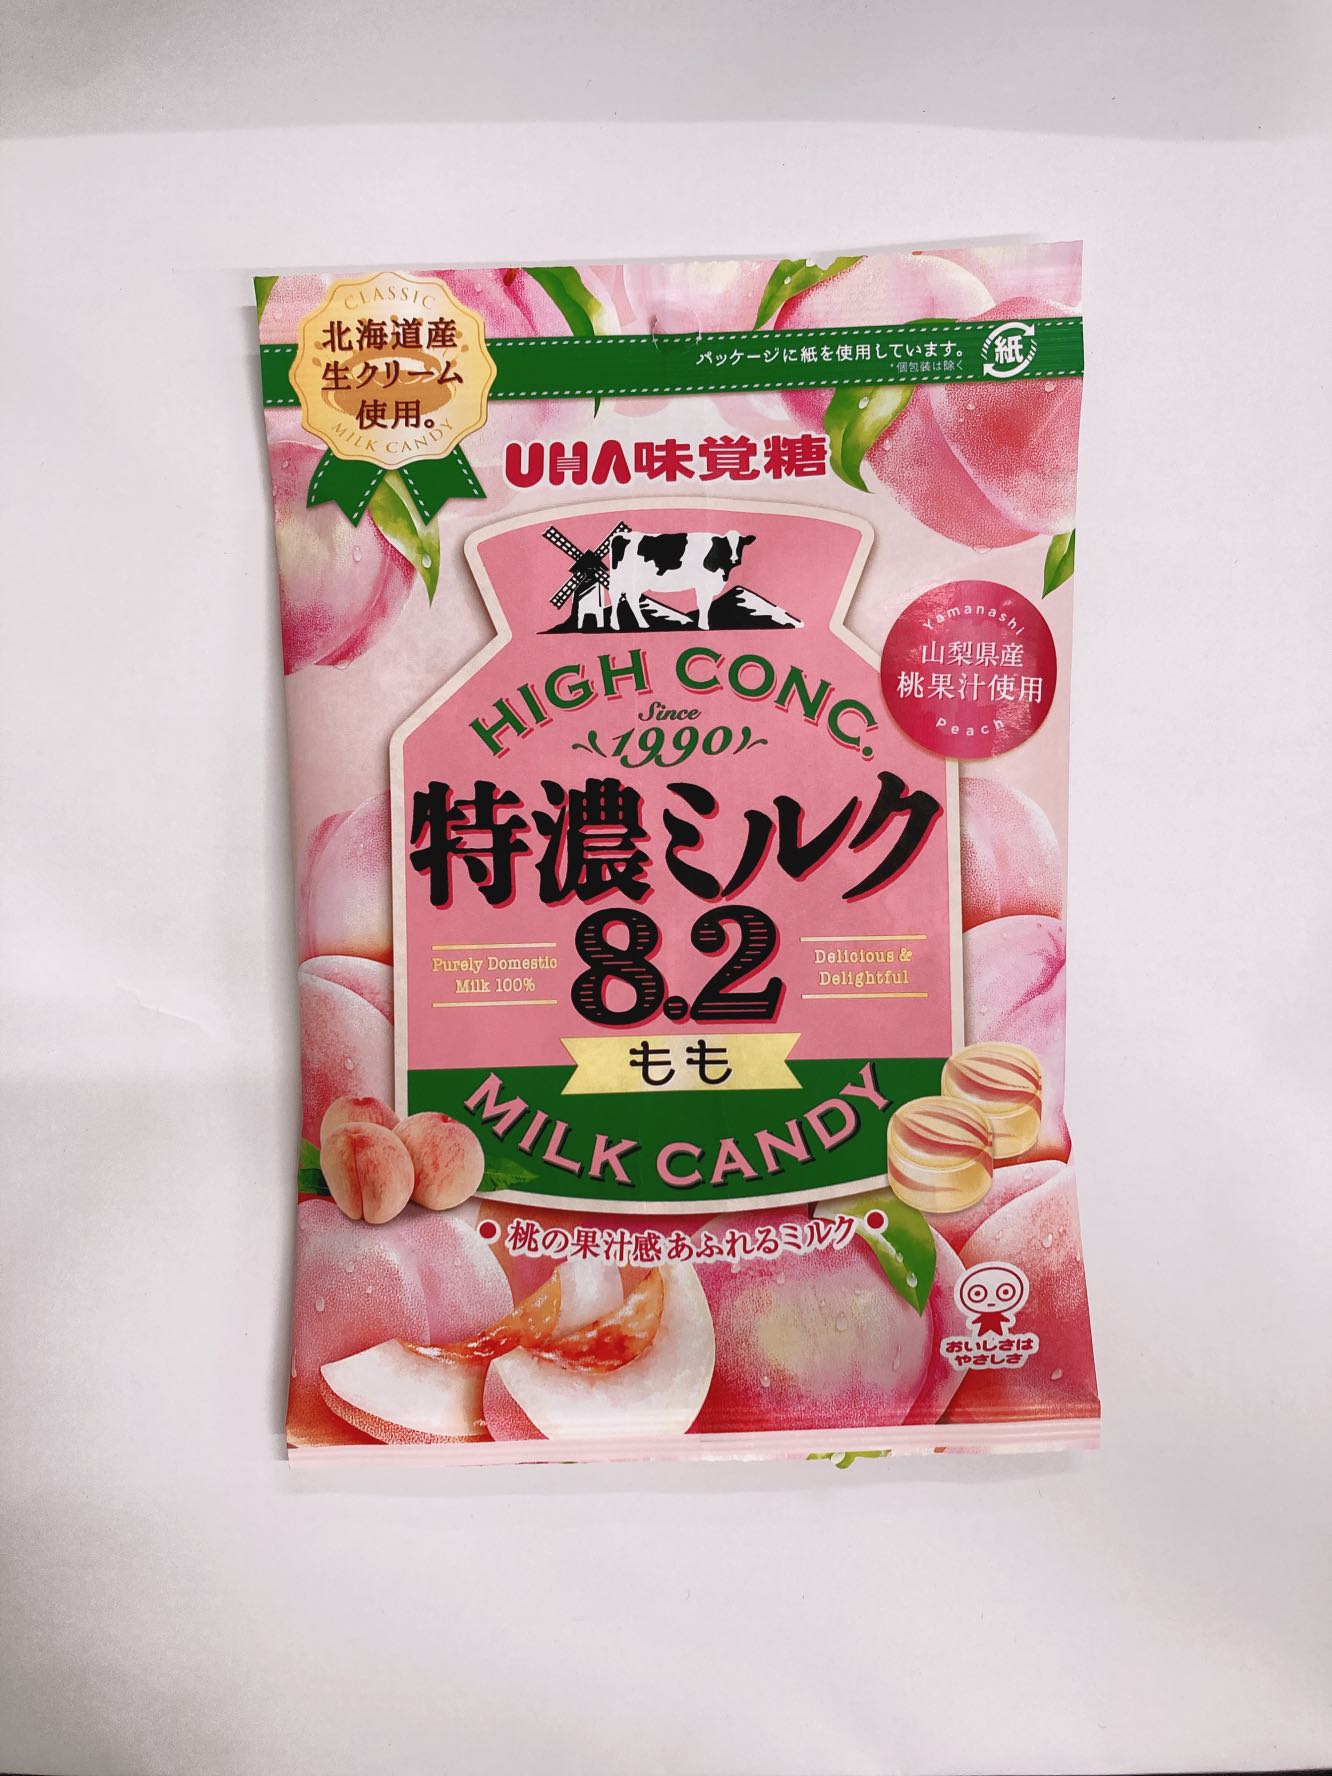 CLASSIC
北海道産
生クリーム
使用。
MILK CANDY
パッケージに紙を使用しています。
*個包装は除く
紙
UHA味覚糖
HIGH CONC.
Since
1990
Yamanashi
山梨県産
桃果汁使用
Peach
特濃ミルク
8.2
Purely Domestic
Milk 100%
Delicious &
Delightful
もも
MILK CANDY
•桃の果汁感あふれるミルク•
おいしさは
やさしさ